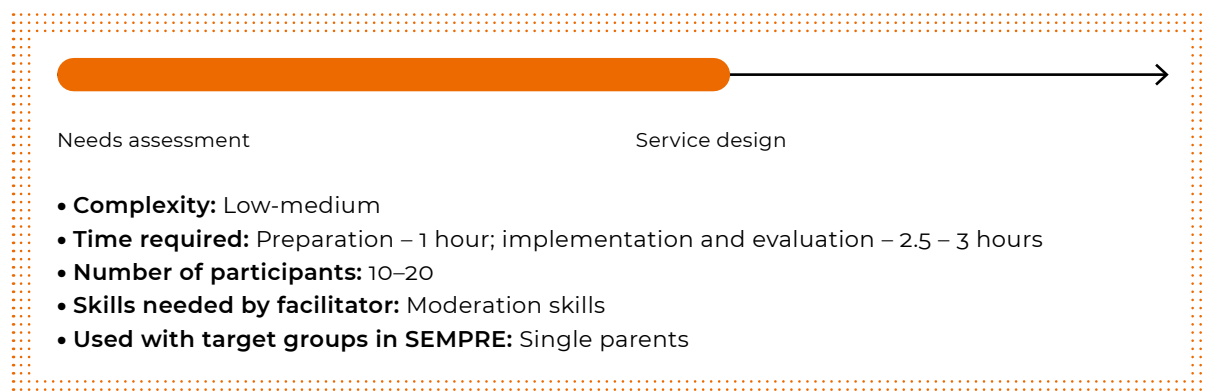 Needs assessment Service design
• Complexity: Low-medium
• Time required: Preparation – 1 hour; implementation and evaluation – 2.5 – 3 hours
• Number of participants: 10–20
• Skills needed by facilitator: Moderation skills
• Used with target groups in SEMPRE: Single parents